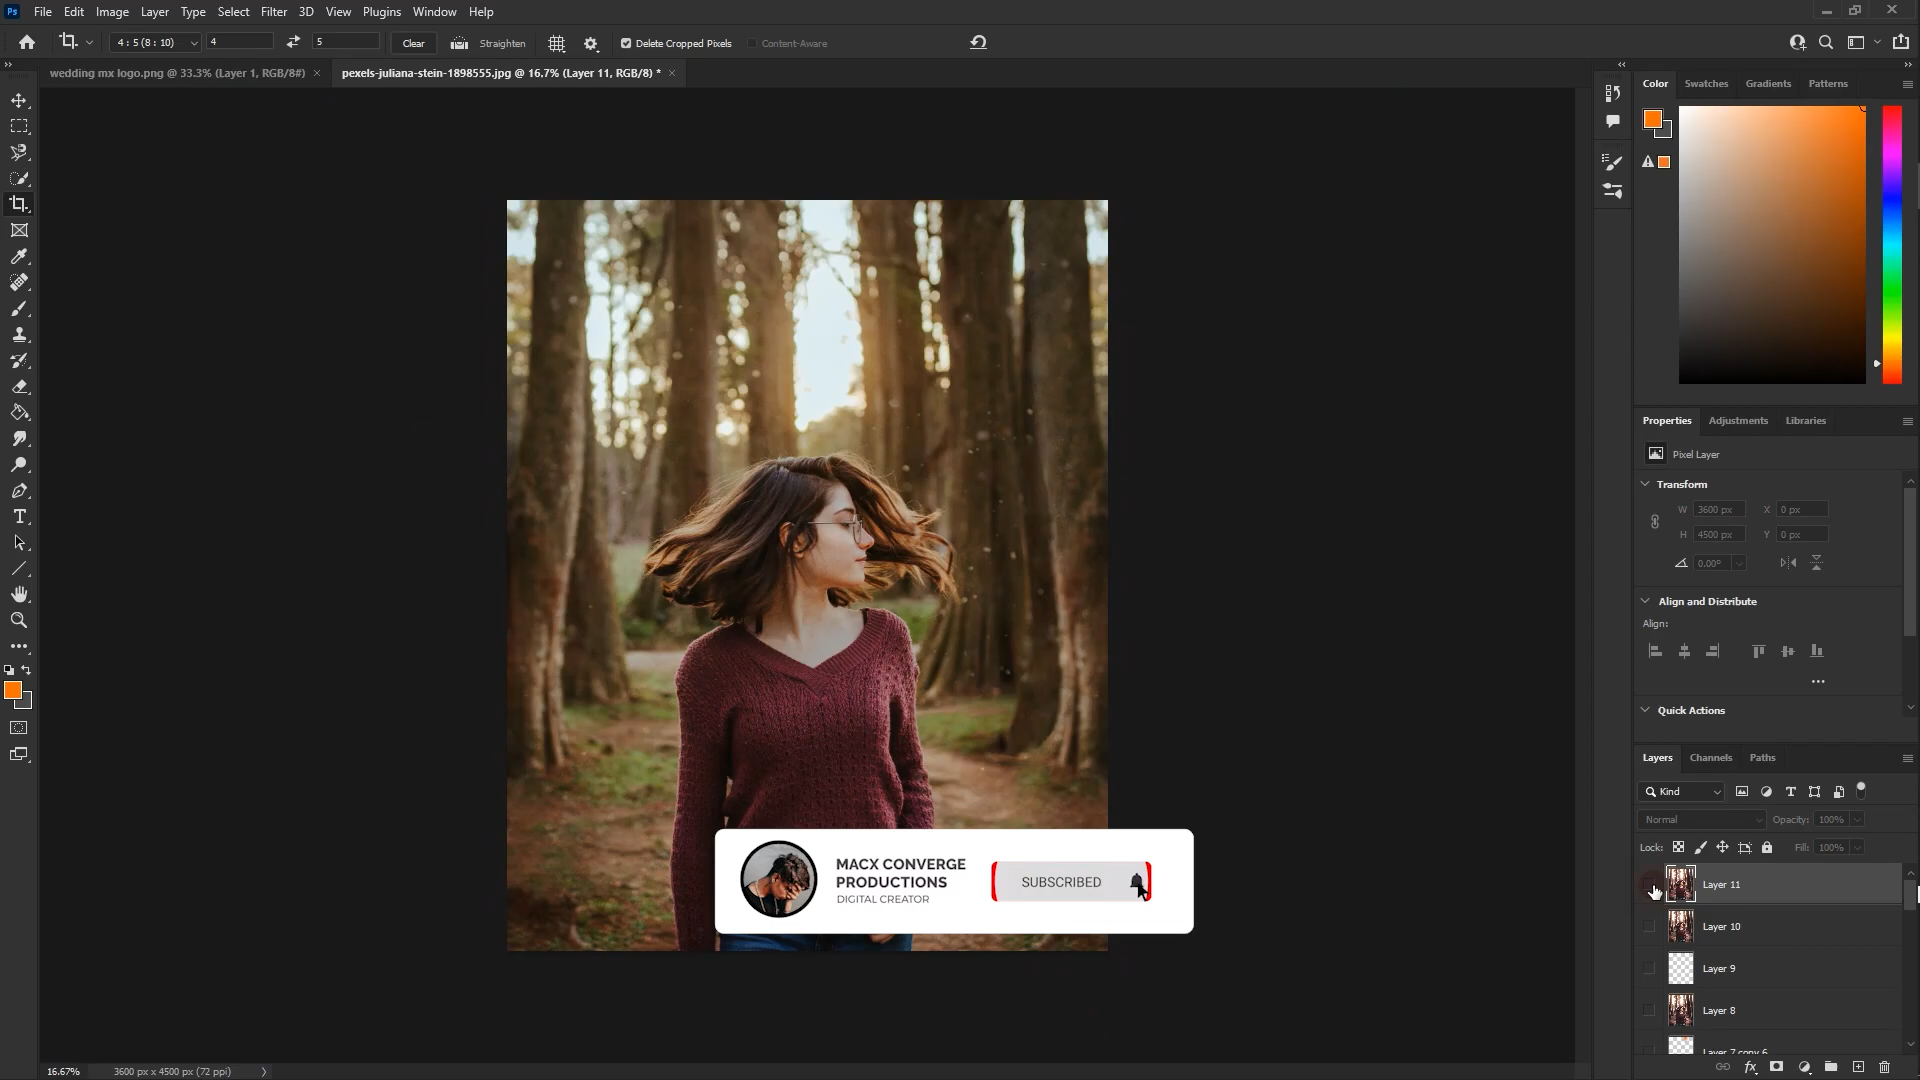 Ps File Edit Image Layer Type Select Filter 3D View Plugins Window Help
4 : 5 (8 : 10) 4 5 Clear Straighten Delete Cropped Pixels Content-Aware
wedding mx logo.png @ 33.3% (Layer 1, RGB/8#) × pexels-juliana-stein-1898555.jpg @ 16.7% (Layer 11, RGB/8) * ×
Color Swatches Gradients Patterns
Properties Adjustments Libraries
Pixel Layer
Transform
W 3600 px X 0 px
H 4500 px Y 0 px
0.00°
Align and Distribute
Align:
Quick Actions
Layers Channels Paths
Kind
Normal Opacity: 100%
Lock: Fill: 100%
Layer 11
Layer 10
Layer 9
Layer 8
Layer 7 copy 6
MACX CONVERGE
PRODUCTIONS
DIGITAL CREATOR
SUBSCRIBED
16.67% 3600 px x 4500 px (72 ppi)